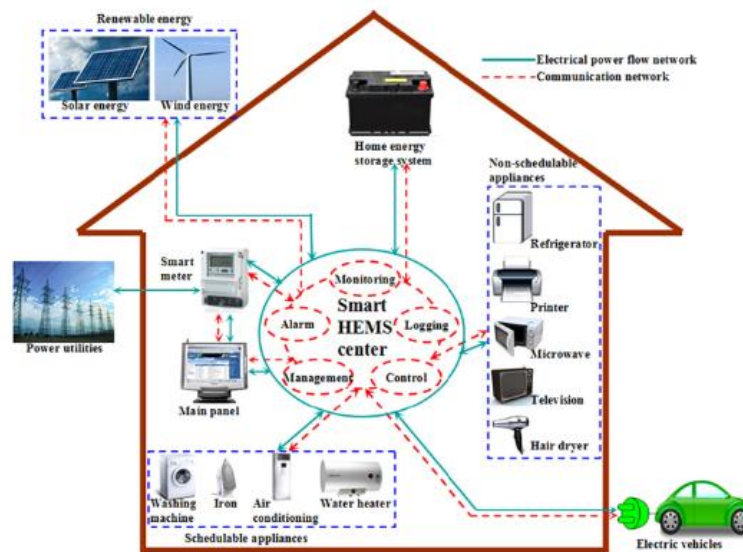 Renewable energy
Solar energy
Wind energy
Electrical power flow network
Communication network
Home energy
storage system
Non-schedulable
appliances
Refrigerator
Printer
Microwave
Television
Hair dryer
Smart
meter
Power utilities
Main panel
Monitoring
Alarm
Smart
HEMS
center
Logging
Management
Control
Washing
machine
Iron
Air
conditioning
Water heater
Schedulable appliances
Electric vehicles